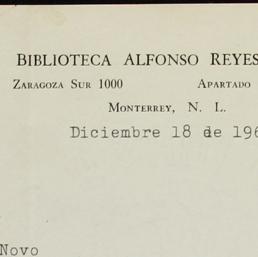 BIBLIOTECA ALFONSO REYES
ZARAGOZA SUR 1000 APARTADO
MONTERREY, N. L.
Diciembre 18 de 196
Novo